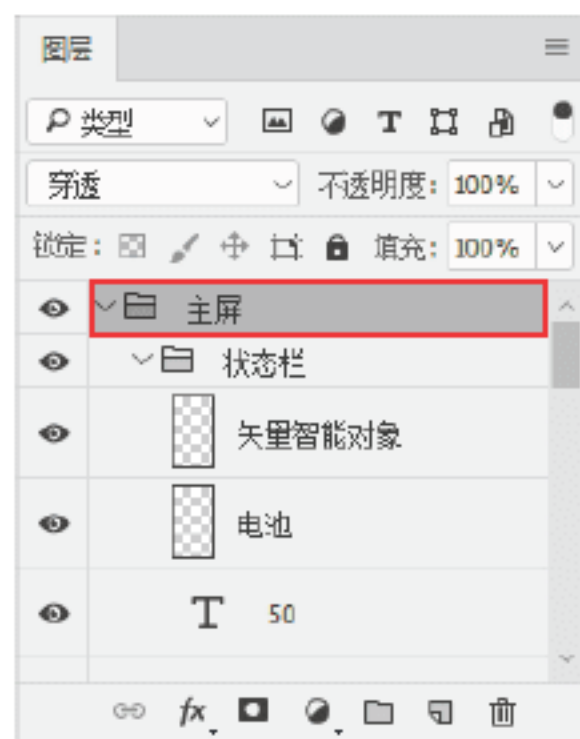 图层
类型
穿透 不透明度: 100%
锁定: 填充: 100%
主屏
状态栏
矢量智能对象
电池
T 50
fx